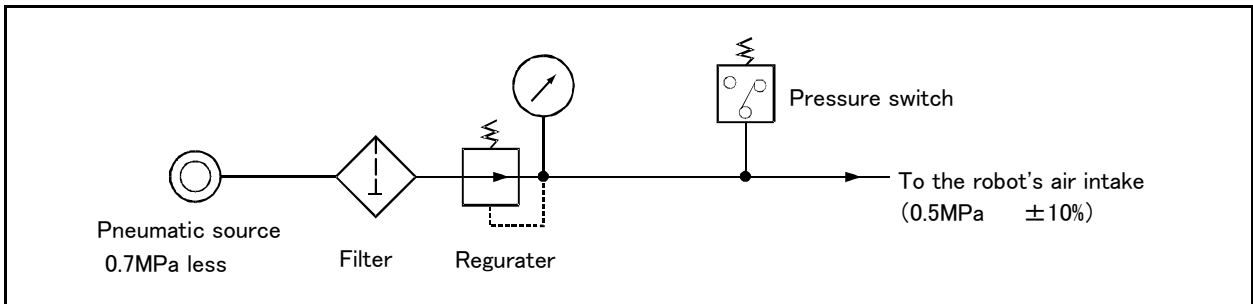 Pressure switch
To the robot's air intake
(0.5MPa ±10%)
Pneumatic source
0.7MPa less
Filter
Regurater